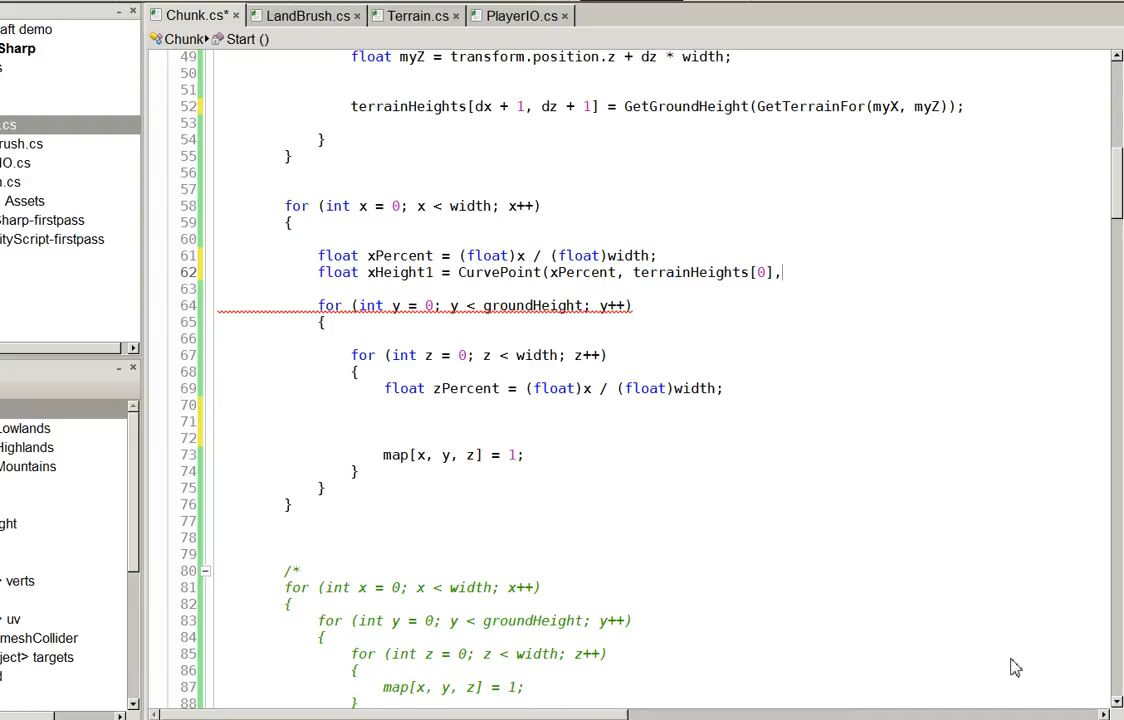 Chunk.cs*
LandBrush.cs
Terrain.cs
PlayerIO.cs
Chunk
Start ()
aft demo
Sharp
s
.cs
rush.cs
IO.cs
n.cs
Assets
Sharp-firstpass
ityScript-firstpass
Lowlands
Highlands
Mountains
ght
> verts
> uv
meshCollider
ject> targets
d
49 float myZ = transform.position.z + dz * width;
50
51
52 terrainHeights[dx + 1, dz + 1] = GetGroundHeight(GetTerrainFor(myX, myZ));
53
54 }
55 }
56
57
58 for (int x = 0; x < width; x++)
59 {
60
61 float xPercent = (float)x / (float)width;
62 float xHeight1 = CurvePoint(xPercent, terrainHeights[0],
63
64 for (int y = 0; y < groundHeight; y++)
65 {
66
67 for (int z = 0; z < width; z++)
68 {
69 float zPercent = (float)x / (float)width;
70
71
72
73 map[x, y, z] = 1;
74 }
75 }
76 }
77
78
79
80 /*
81 for (int x = 0; x < width; x++)
82 {
83 for (int y = 0; y < groundHeight; y++)
84 {
85 for (int z = 0; z < width; z++)
86 {
87 map[x, y, z] = 1;
88 }